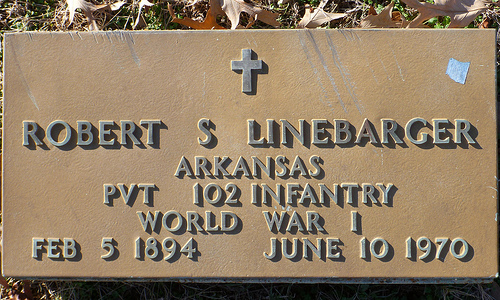 ROBERT S LINEBARGER
ARKANSAS
PVT 102 INFANTRY
WORLD WAR I
FEB 5 1894 JUNE 10 1970